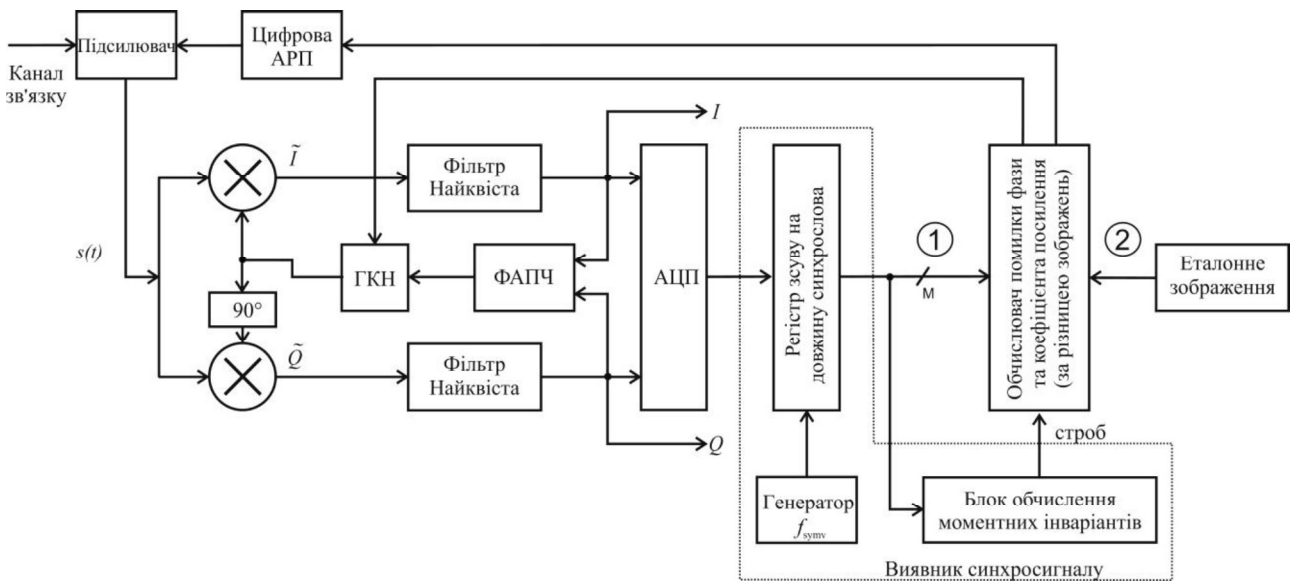 Підсилювач
Цифрова
АРП
Канал
зв'язку
s(t)
Ĩ
Фільтр
Найквіста
I
90°
ГКН
ФАПЧ
АЦП
Q̃
Фільтр
Найквіста
Q
Регістр зсуву на
довжину синхрослова
Генератор
f symv
1
М
Обчислювач помилки фази
та коефіцієнта посилення
(за різницею зображень)
2
Еталонне
зображення
строб
Блок обчислення
моментних інваріантів
Виявник синхросигналу